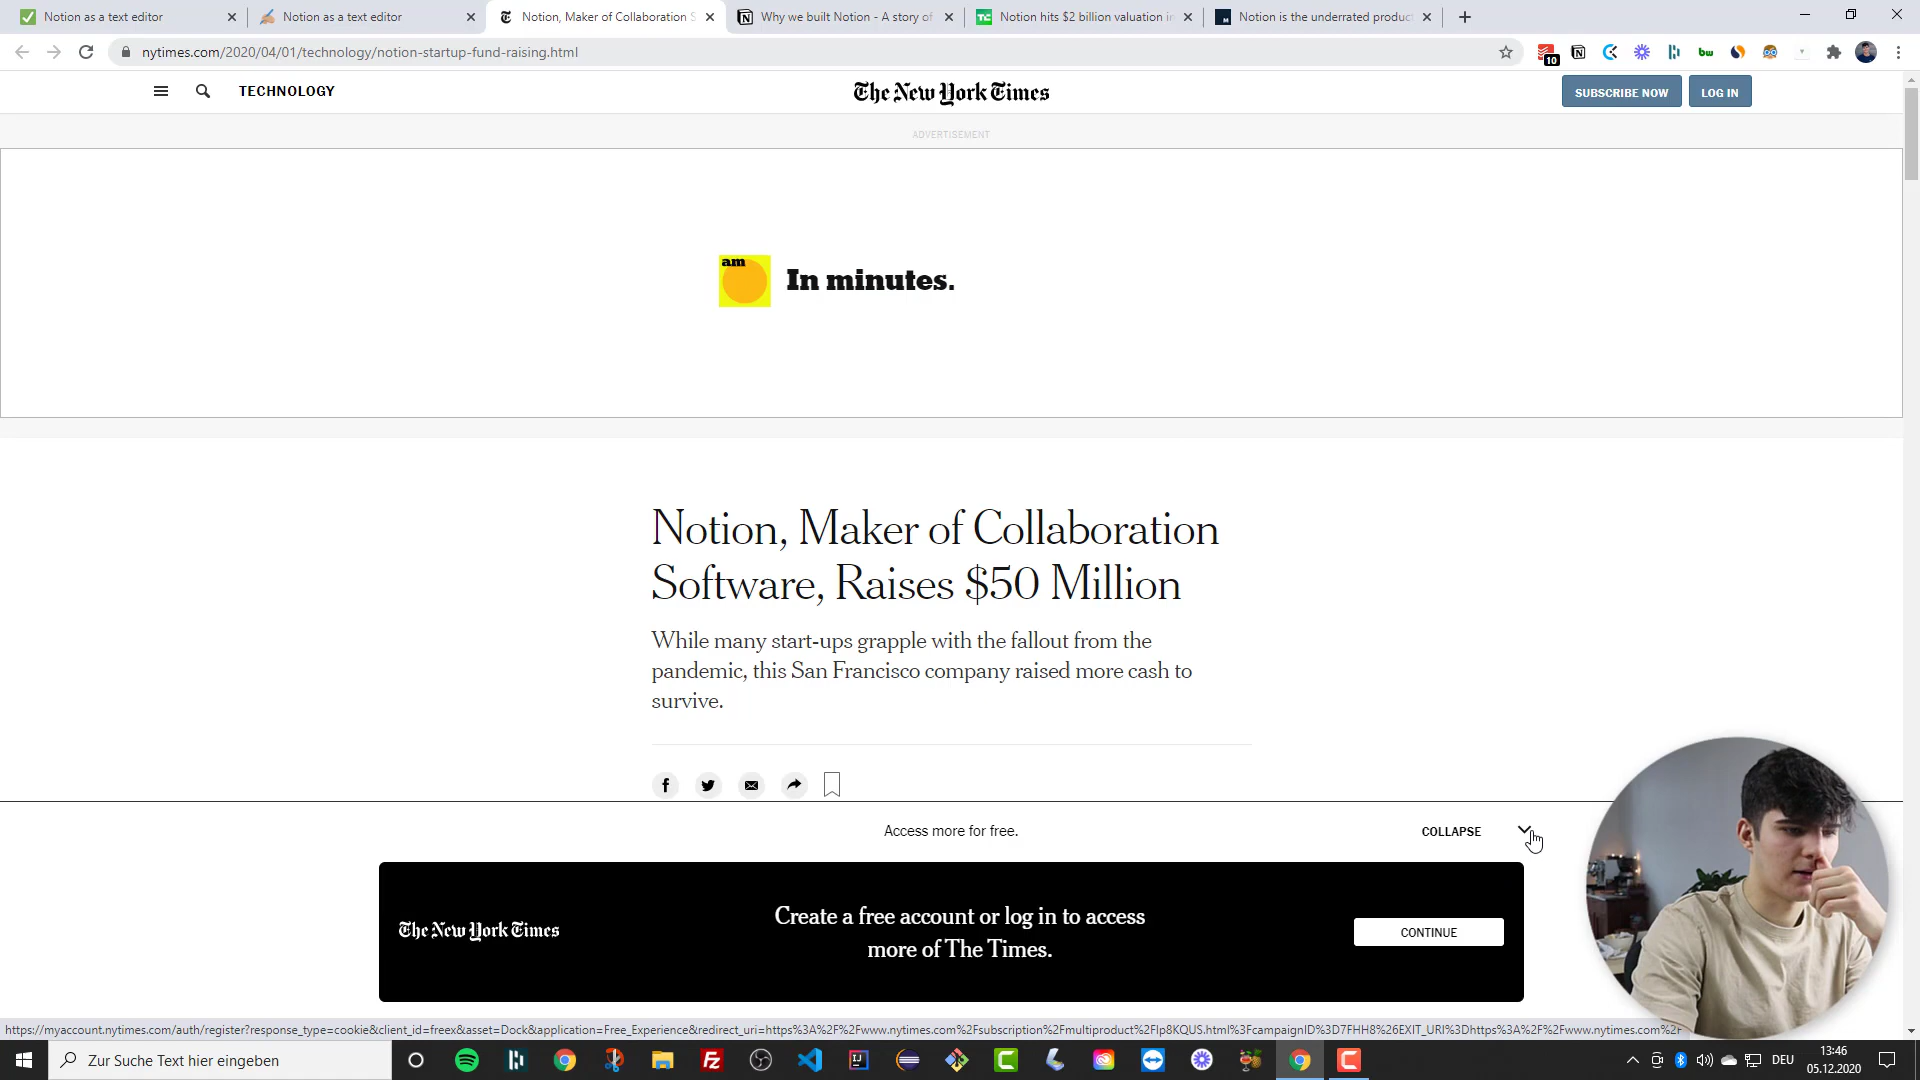 Notion as a text editor
Notion as a text editor
Notion, Maker of Collaboration S
Why we built Notion - A story of
Notion hits $2 billion valuation in
Notion is the underrated produc
nytimes.com/2020/04/01/technology/notion-startup-fund-raising.html
10
bw
TECHNOLOGY
The New York Times
SUBSCRIBE NOW
LOG IN
ADVERTISEMENT
am
In minutes.
Notion, Maker of Collaboration
Software, Raises $50 Million
While many start-ups grapple with the fallout from the
pandemic, this San Francisco company raised more cash to
survive.
Access more for free.
COLLAPSE
The New York Times
Create a free account or log in to access
more of The Times.
CONTINUE
https://myaccount.nytimes.com/auth/register?response_type=cookie&client_id=freex&asset=Dock&application=Free_Experience&redirect_uri=https%3A%2F%2Fwww.nytimes.com%2Fsubscription%2Fmultiproduct%2Flp8KQUS.html%3FcampaignID%3D7FHH8%26EXIT_URI%3Dhttps%3A%2F%2Fwww.nytimes.com%2F
Zur Suche Text hier eingeben
DEU
13:46
05.12.2020